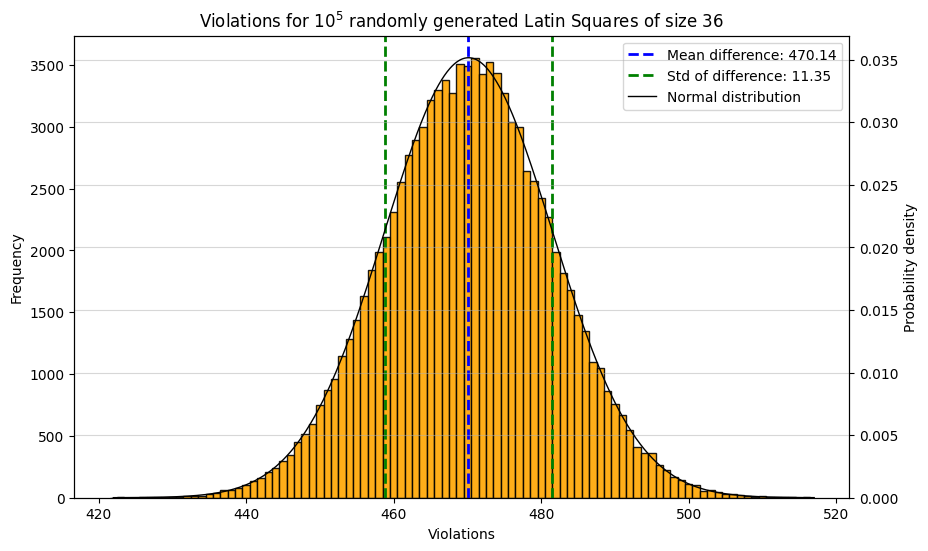 Violations for 10^5 randomly generated Latin Squares of size 36
Mean difference: 470.14
Std of difference: 11.35
Normal distribution
Frequency
3500
3000
2500
2000
1500
1000
500
0
0.035
0.030
0.025
0.020
0.015
0.010
0.005
0.000
Probability density
420 440 460 480 500 520
Violations